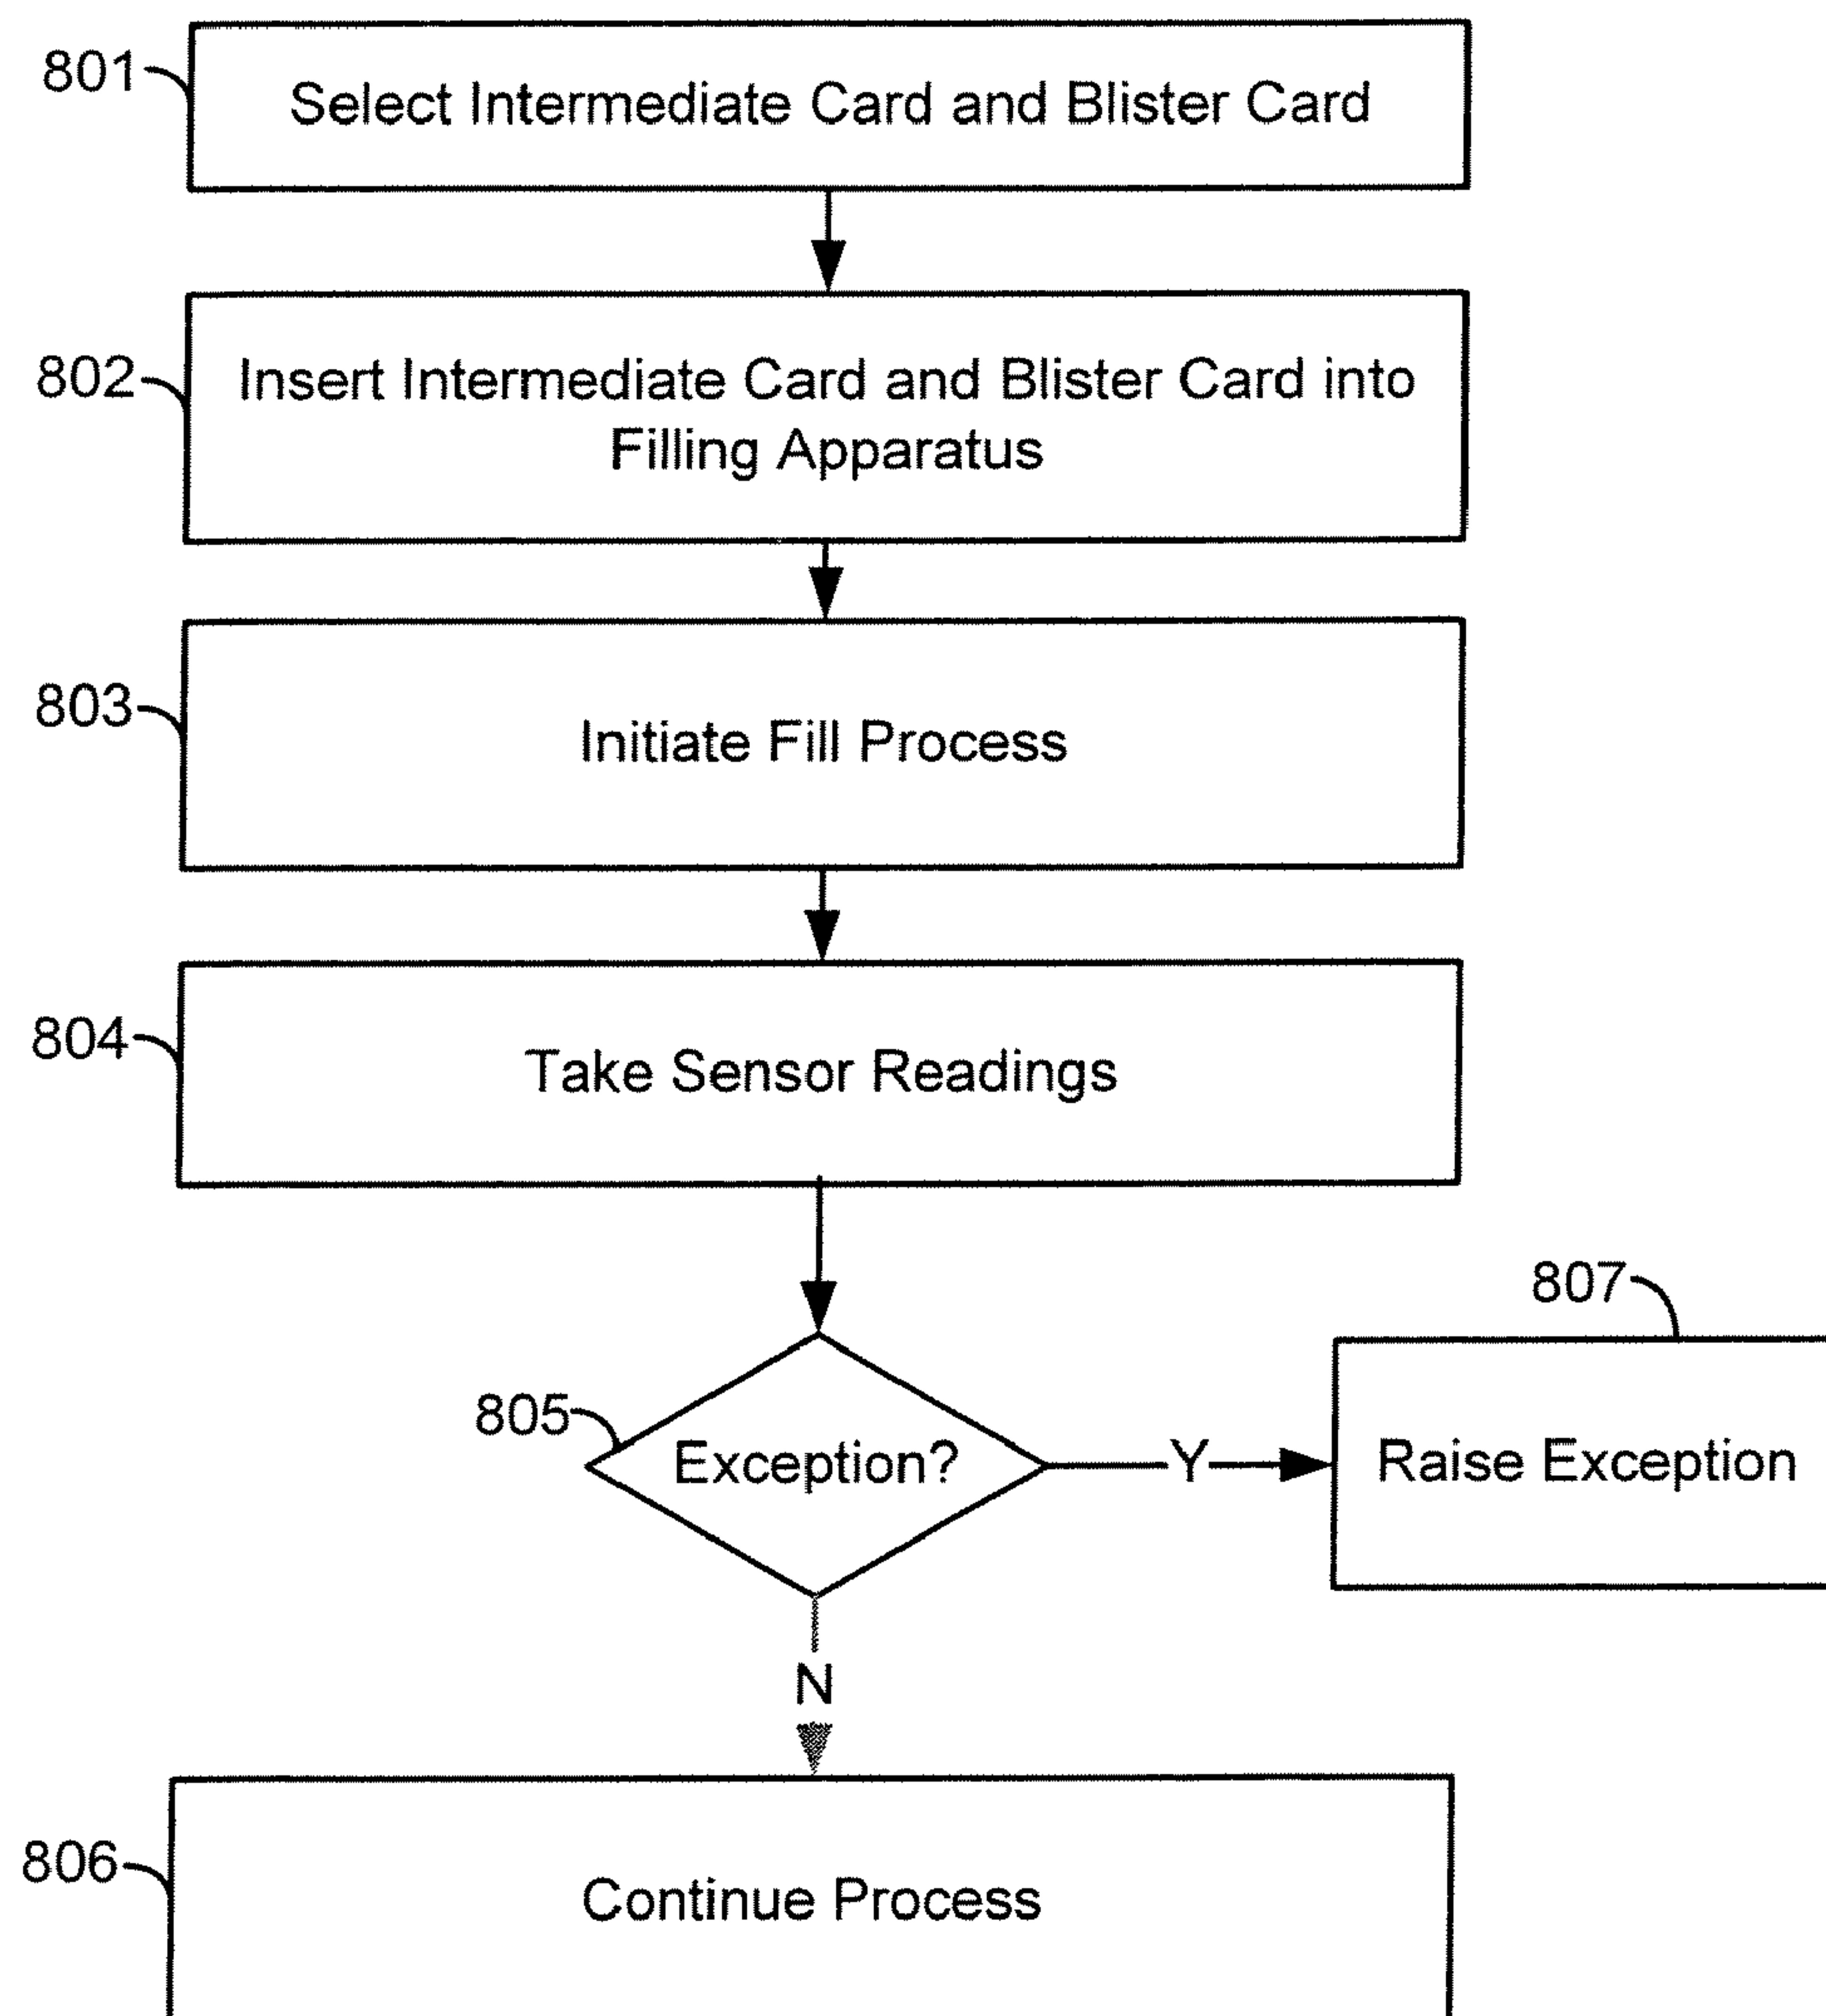 801
Select Intermediate Card and Blister Card
802
Insert Intermediate Card and Blister Card into
Filling Apparatus
803
Initiate Fill Process
804
Take Sensor Readings
807
805
Exception?
Y
Raise Exception
N
806
Continue Process